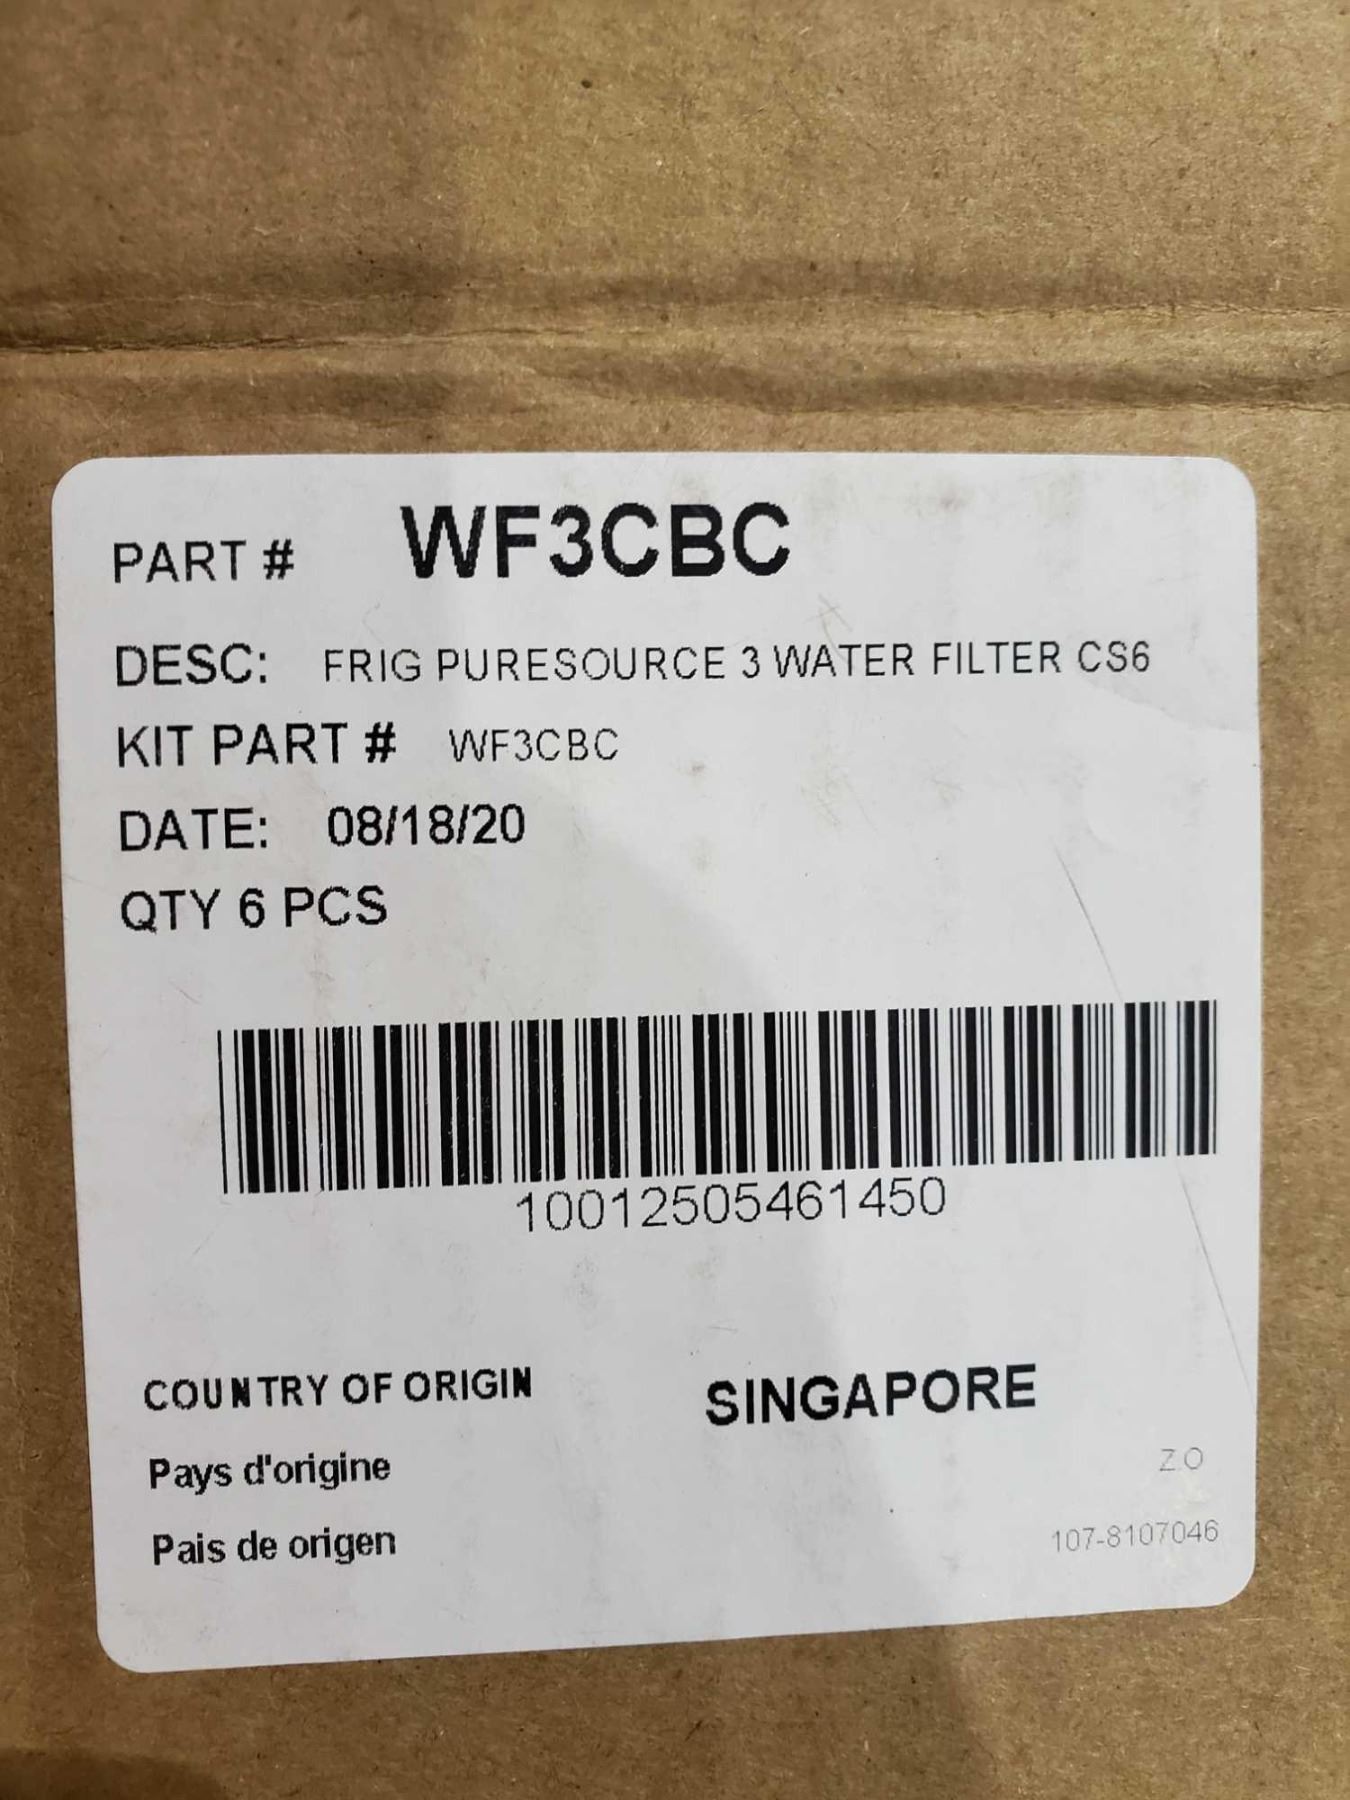 PART # WF3CBC
DESC: FRIG PURESOURCE 3 WATER FILTER CS6
KIT PART # WF3CBC
DATE: 08/18/20
QTY 6 PCS
10012505461450
COUNTRY OF ORIGIN SINGAPORE
Pays d'origine
ZO
Pais de origen
107-8107046